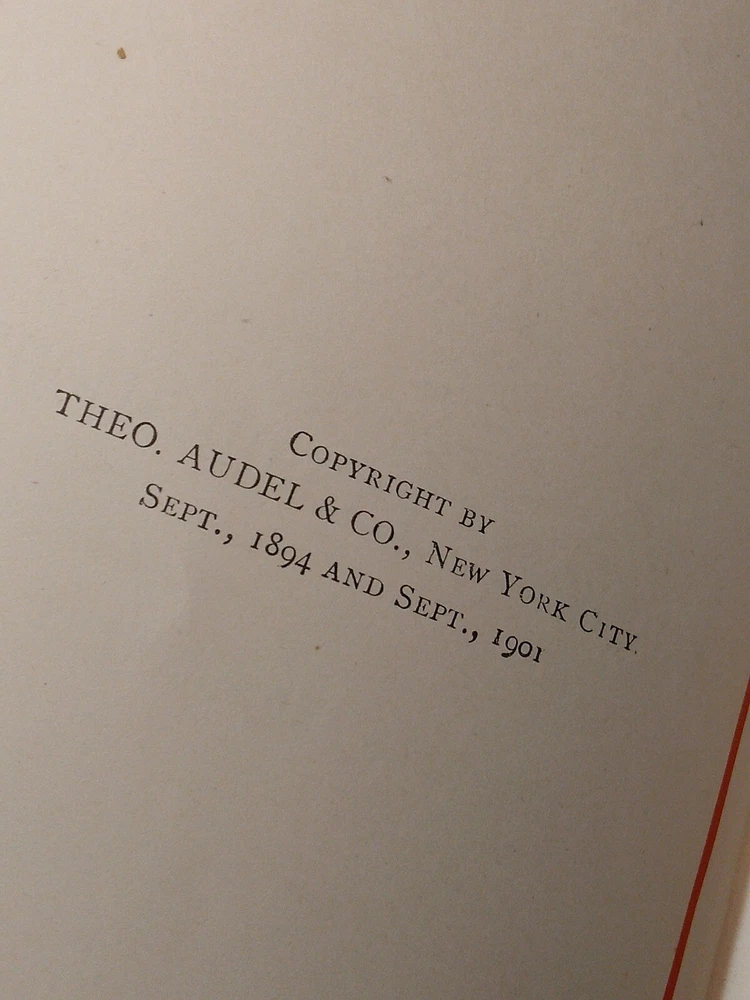 Copyright by
THEO. AUDEL & CO., New York City.
Sept., 1894 and Sept., 1901